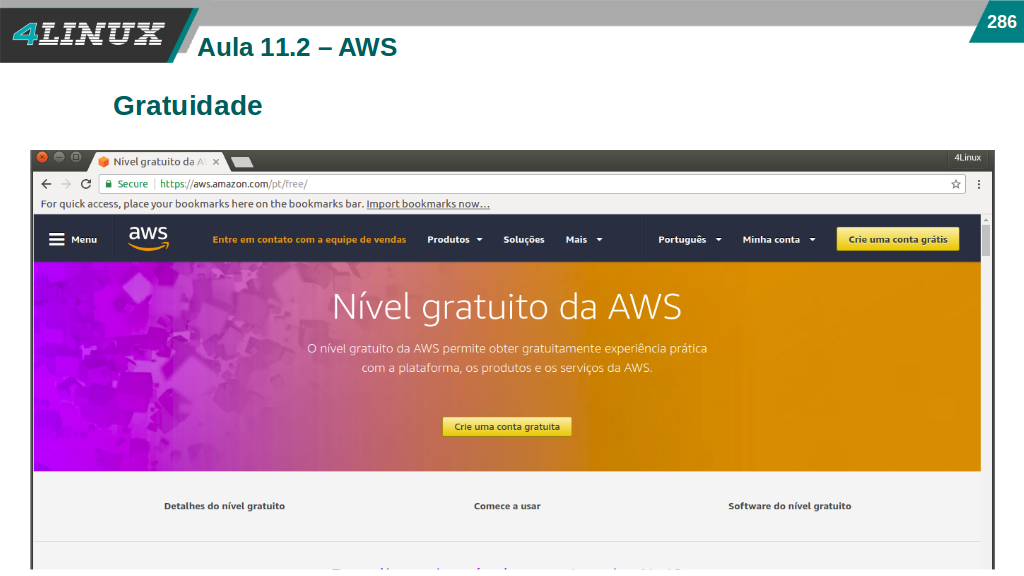 4LINUX
286
Aula 11.2 – AWS
Gratuidade
Nível gratuito da A
4Linux
Secure https://aws.amazon.com/pt/free/
For quick access, place your bookmarks here on the bookmarks bar. Import bookmarks now...
Menu aws Entre em contato com a equipe de vendas Produtos Soluções Mais Português Minha conta Crie uma conta grátis
Nível gratuito da AWS
O nível gratuito da AWS permite obter gratuitamente experiência prática
com a plataforma, os produtos e os serviços da AWS.
Crie uma conta gratuita
Detalhes do nível gratuito Comece a usar Software do nível gratuito